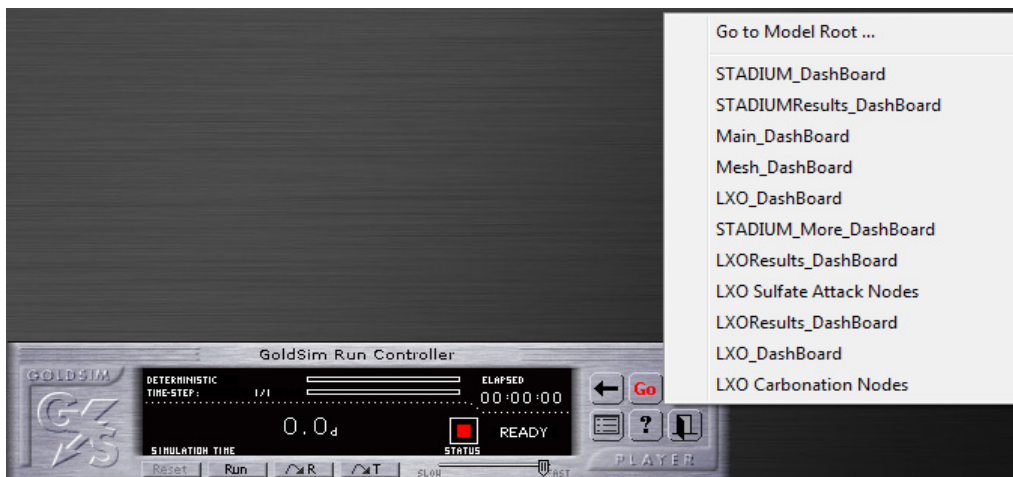 Go to Model Root ...
STADIUM_DashBoard
STADIUMResults_DashBoard
Main_DashBoard
Mesh_DashBoard
LXO_DashBoard
STADIUM_More_DashBoard
LXOResults_DashBoard
LXO Sulfate Attack Nodes
LXOResults_DashBoard
LXO_DashBoard
LXO Carbonation Nodes
GoldSim Run Controller
GOLDSIM
DETERMINISTIC
TIME-STEP: 1/1
ELAPSED
00:00:00
Go
0.0d
READY
?
SIMULATION TIME
STATUS
PLAYER
Reset Run R T SLOW FAST